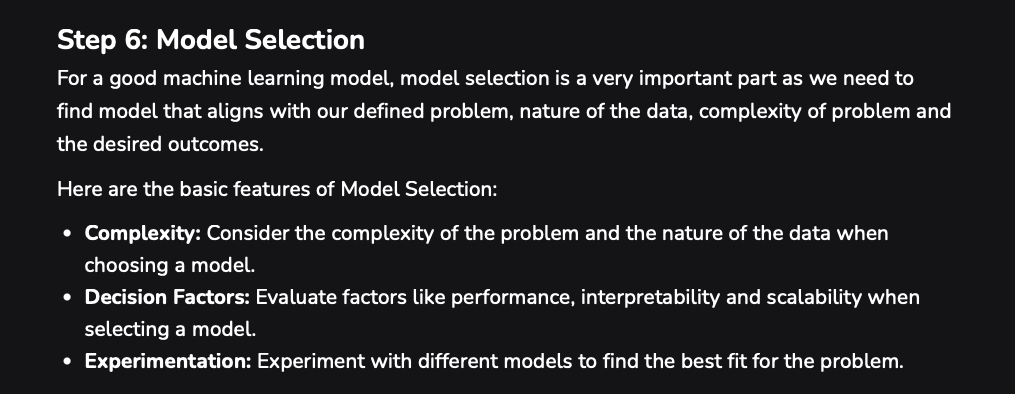 Step 6: Model Selection
For a good machine learning model, model selection is a very important part as we need to
find model that aligns with our defined problem, nature of the data, complexity of problem and
the desired outcomes.
Here are the basic features of Model Selection:
• Complexity: Consider the complexity of the problem and the nature of the data when
choosing a model.
• Decision Factors: Evaluate factors like performance, interpretability and scalability when
selecting a model.
• Experimentation: Experiment with different models to find the best fit for the problem.